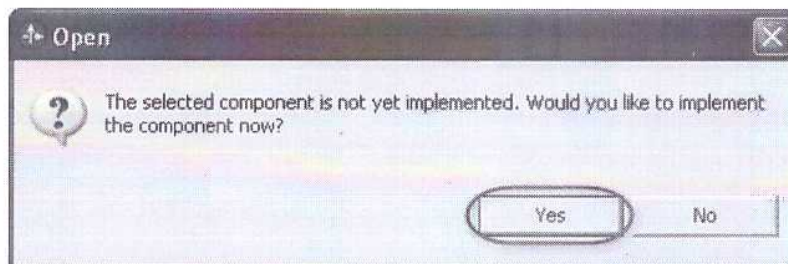 Open
The selected component is not yet implemented. Would you like to implement
the component now?
Yes
No